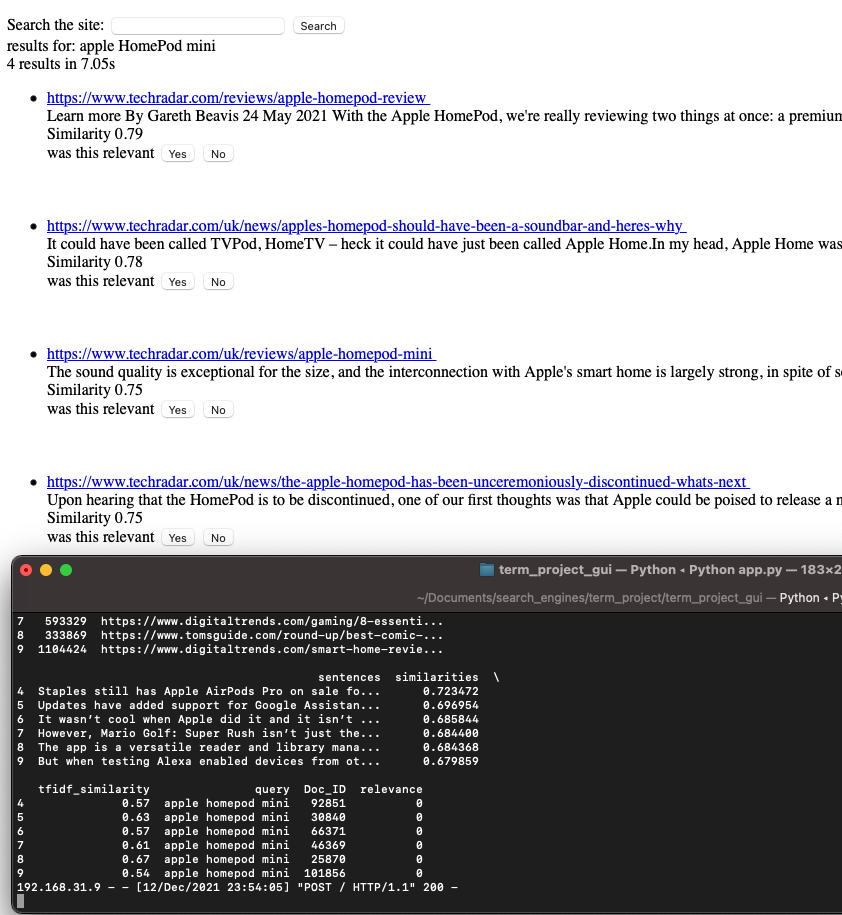 Search the site: Search
results for: apple HomePod mini
4 results in 7.05s
https://www.techradar.com/reviews/apple-homepod-review
Learn more By Gareth Beavis 24 May 2021 With the Apple HomePod, we're really reviewing two things at once: a premium
Similarity 0.79
was this relevant Yes No
https://www.techradar.com/uk/news/apples-homepod-should-have-been-a-soundbar-and-heres-why
It could have been called TVPod, HomeTV – heck it could have just been called Apple Home.In my head, Apple Home was
Similarity 0.78
was this relevant Yes No
https://www.techradar.com/uk/reviews/apple-homepod-mini
The sound quality is exceptional for the size, and the interconnection with Apple's smart home is largely strong, in spite of
Similarity 0.75
was this relevant Yes No
https://www.techradar.com/uk/news/the-apple-homepod-has-been-unceremoniously-discontinued-whats-next
Upon hearing that the HomePod is to be discontinued, one of our first thoughts was that Apple could be poised to release a
Similarity 0.75
was this relevant Yes No
term_project_gui — Python ◂ Python app.py — 183×2
~/Documents/search_engines/term_project/term_project_gui — Python ◂ Py
7 593329 https://www.digitaltrends.com/gaming/8-essenti...
8 333869 https://www.tomsguide.com/round-up/best-comic-...
9 1104424 https://www.digitaltrends.com/smart-home-revie...
sentences similarities \
4 Staples still has Apple AirPods Pro on sale fo... 0.723472
5 Updates have added support for Google Assistan... 0.696954
6 It wasn’t cool when Apple did it and it isn’t ... 0.685844
7 However, Mario Golf: Super Rush isn’t just the... 0.684400
8 The app is a versatile reader and library mana... 0.684368
9 But when testing Alexa enabled devices from ot... 0.679859
tfidf_similarity query Doc_ID relevance
4 0.57 apple homepod mini 92851 0
5 0.63 apple homepod mini 30840 0
6 0.57 apple homepod mini 66371 0
7 0.61 apple homepod mini 46369 0
8 0.67 apple homepod mini 25870 0
9 0.54 apple homepod mini 101856 0
192.168.31.9 - - [12/Dec/2021 23:54:05] "POST / HTTP/1.1" 200 -